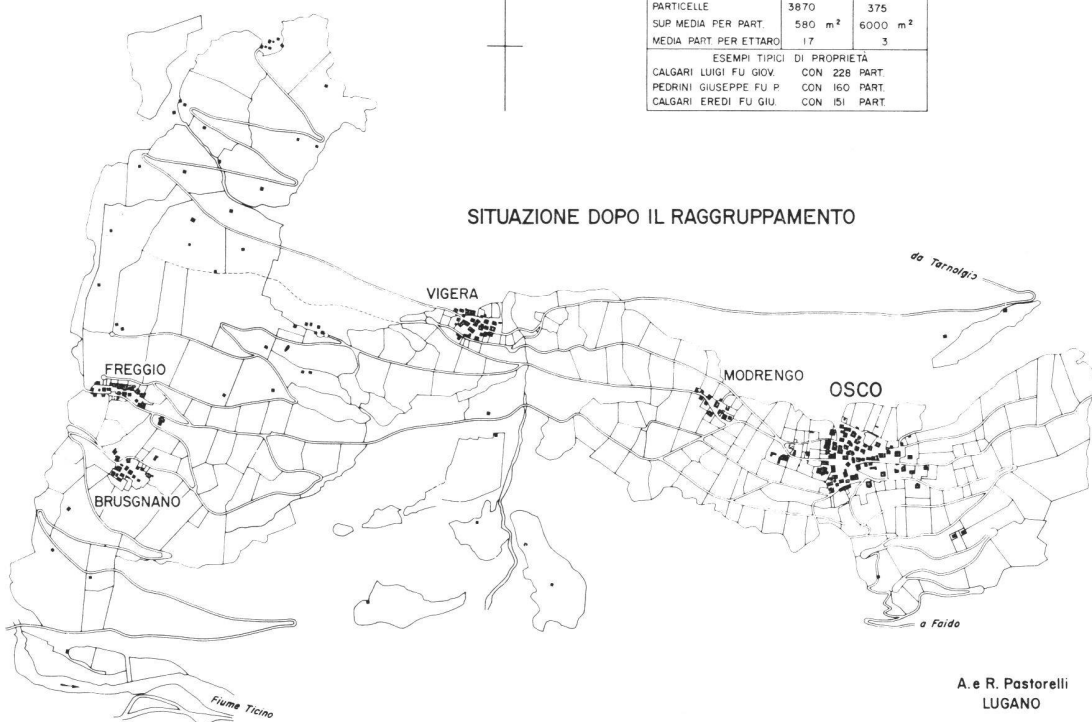 PARTICELLE 3870 375
SUP. MEDIA PER PART. 580 m² 6000 m²
MEDIA PART. PER ETTARO 17 3
ESEMPI TIPICI DI PROPRIETÀ
CALGARI LUIGI FU GIOV. CON 228 PART.
PEDRINI GIUSEPPE FU P. CON 160 PART.
CALGARI EREDI FU GIU. CON 151 PART.
SITUAZIONE DOPO IL RAGGRUPPAMENTO
da Tarnolgio
VIGERA
FREGGIO
MODRENGO
OSCO
BRUSGNANO
a Faido
Fiume Ticino
A. e R. Pastorelli
LUGANO